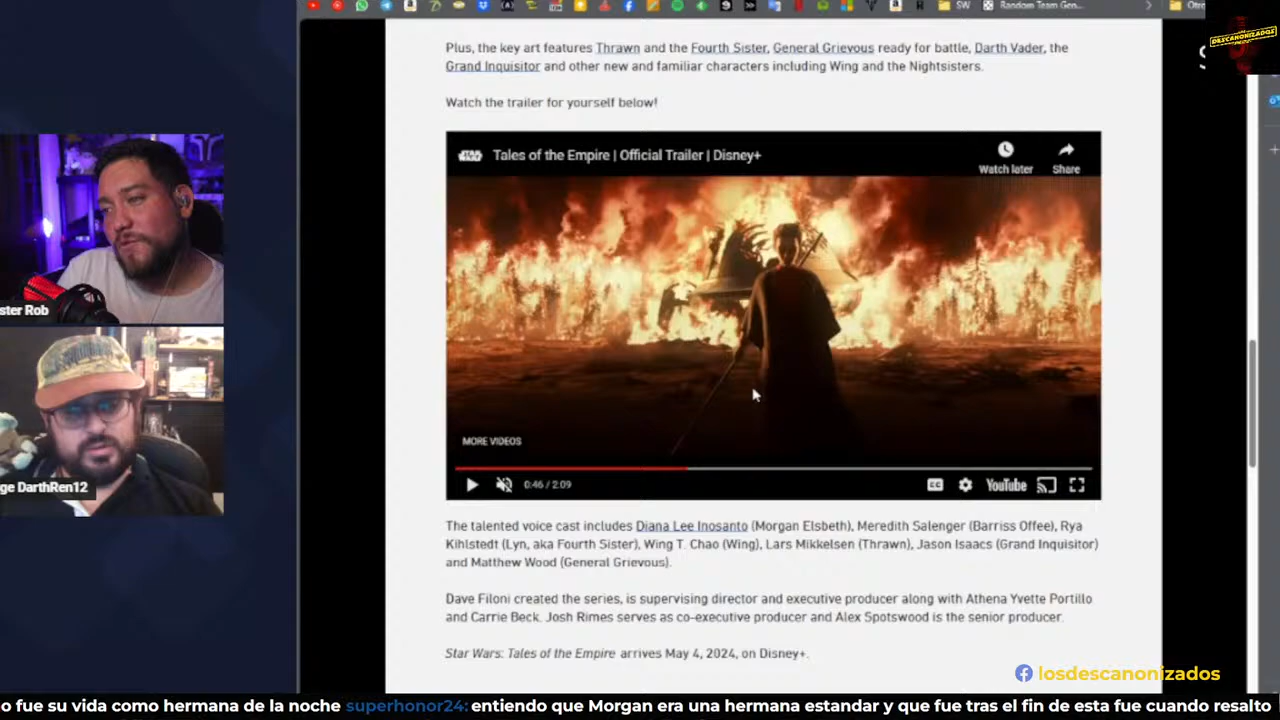 SW
Random Team Gen...
Otro
DESCANONIZADOS
Plus, the key art features Thrawn and the Fourth Sister, General Grievous ready for battle, Darth Vader, the
Grand Inquisitor and other new and familiar characters including Wing and the Nightsisters.
Watch the trailer for yourself below!
Tales of the Empire | Official Trailer | Disney+
Watch later
Share
ster Rob
ge DarthRen12
MORE VIDEOS
0:46 / 2:09
CC
YouTube
The talented voice cast includes Diana Lee Inosanto (Morgan Elsbeth), Meredith Salenger (Barriss Offee), Rya
Kihlstedt (Lyn, aka Fourth Sister), Wing T. Chao (Wing), Lars Mikkelsen (Thrawn), Jason Isaacs (Grand Inquisitor)
and Matthew Wood (General Grievous).
Dave Filoni created the series, is supervising director and executive producer along with Athena Yvette Portillo
and Carrie Beck. Josh Rimes serves as co-executive producer and Alex Spotswood is the senior producer.
Star Wars: Tales of the Empire arrives May 4, 2024, on Disney+.
losdescanonizados
o fue su vida como hermana de la noche superhonor24: entiendo que Morgan era una hermana estandar y que fue tras el fin de esta fue cuando resalto